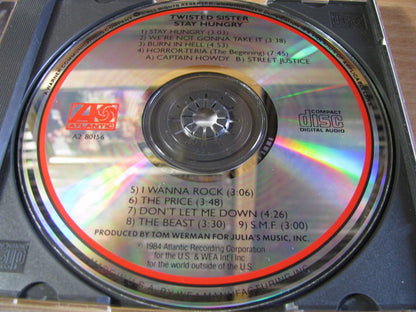 TWISTED SISTER
STAY HUNGRY
1) STAY HUNGRY (3:03)
2) WE'RE NOT GONNA TAKE IT (3:38)
3) BURN IN HELL (4:53)
4) HORROR-TERIA (The Beginning) (7:45)
A) CAPTAIN HOWDY B) STREET JUSTICE
ATLANTIC
A2 80156
COMPACT
disc
DIGITAL AUDIO
5) I WANNA ROCK (3:06)
6) THE PRICE (3:48)
7) DON'T LET ME DOWN (4:26)
8) THE BEAST (3:30) 9) S.M.F. (3:00)
PRODUCED BY TOM WERMAN FOR JULIA'S MUSIC, INC.
℗ 1984 Atlantic Recording Corporation
for the U.S. & WEA Int'l Inc.
for the world outside of the U.S.